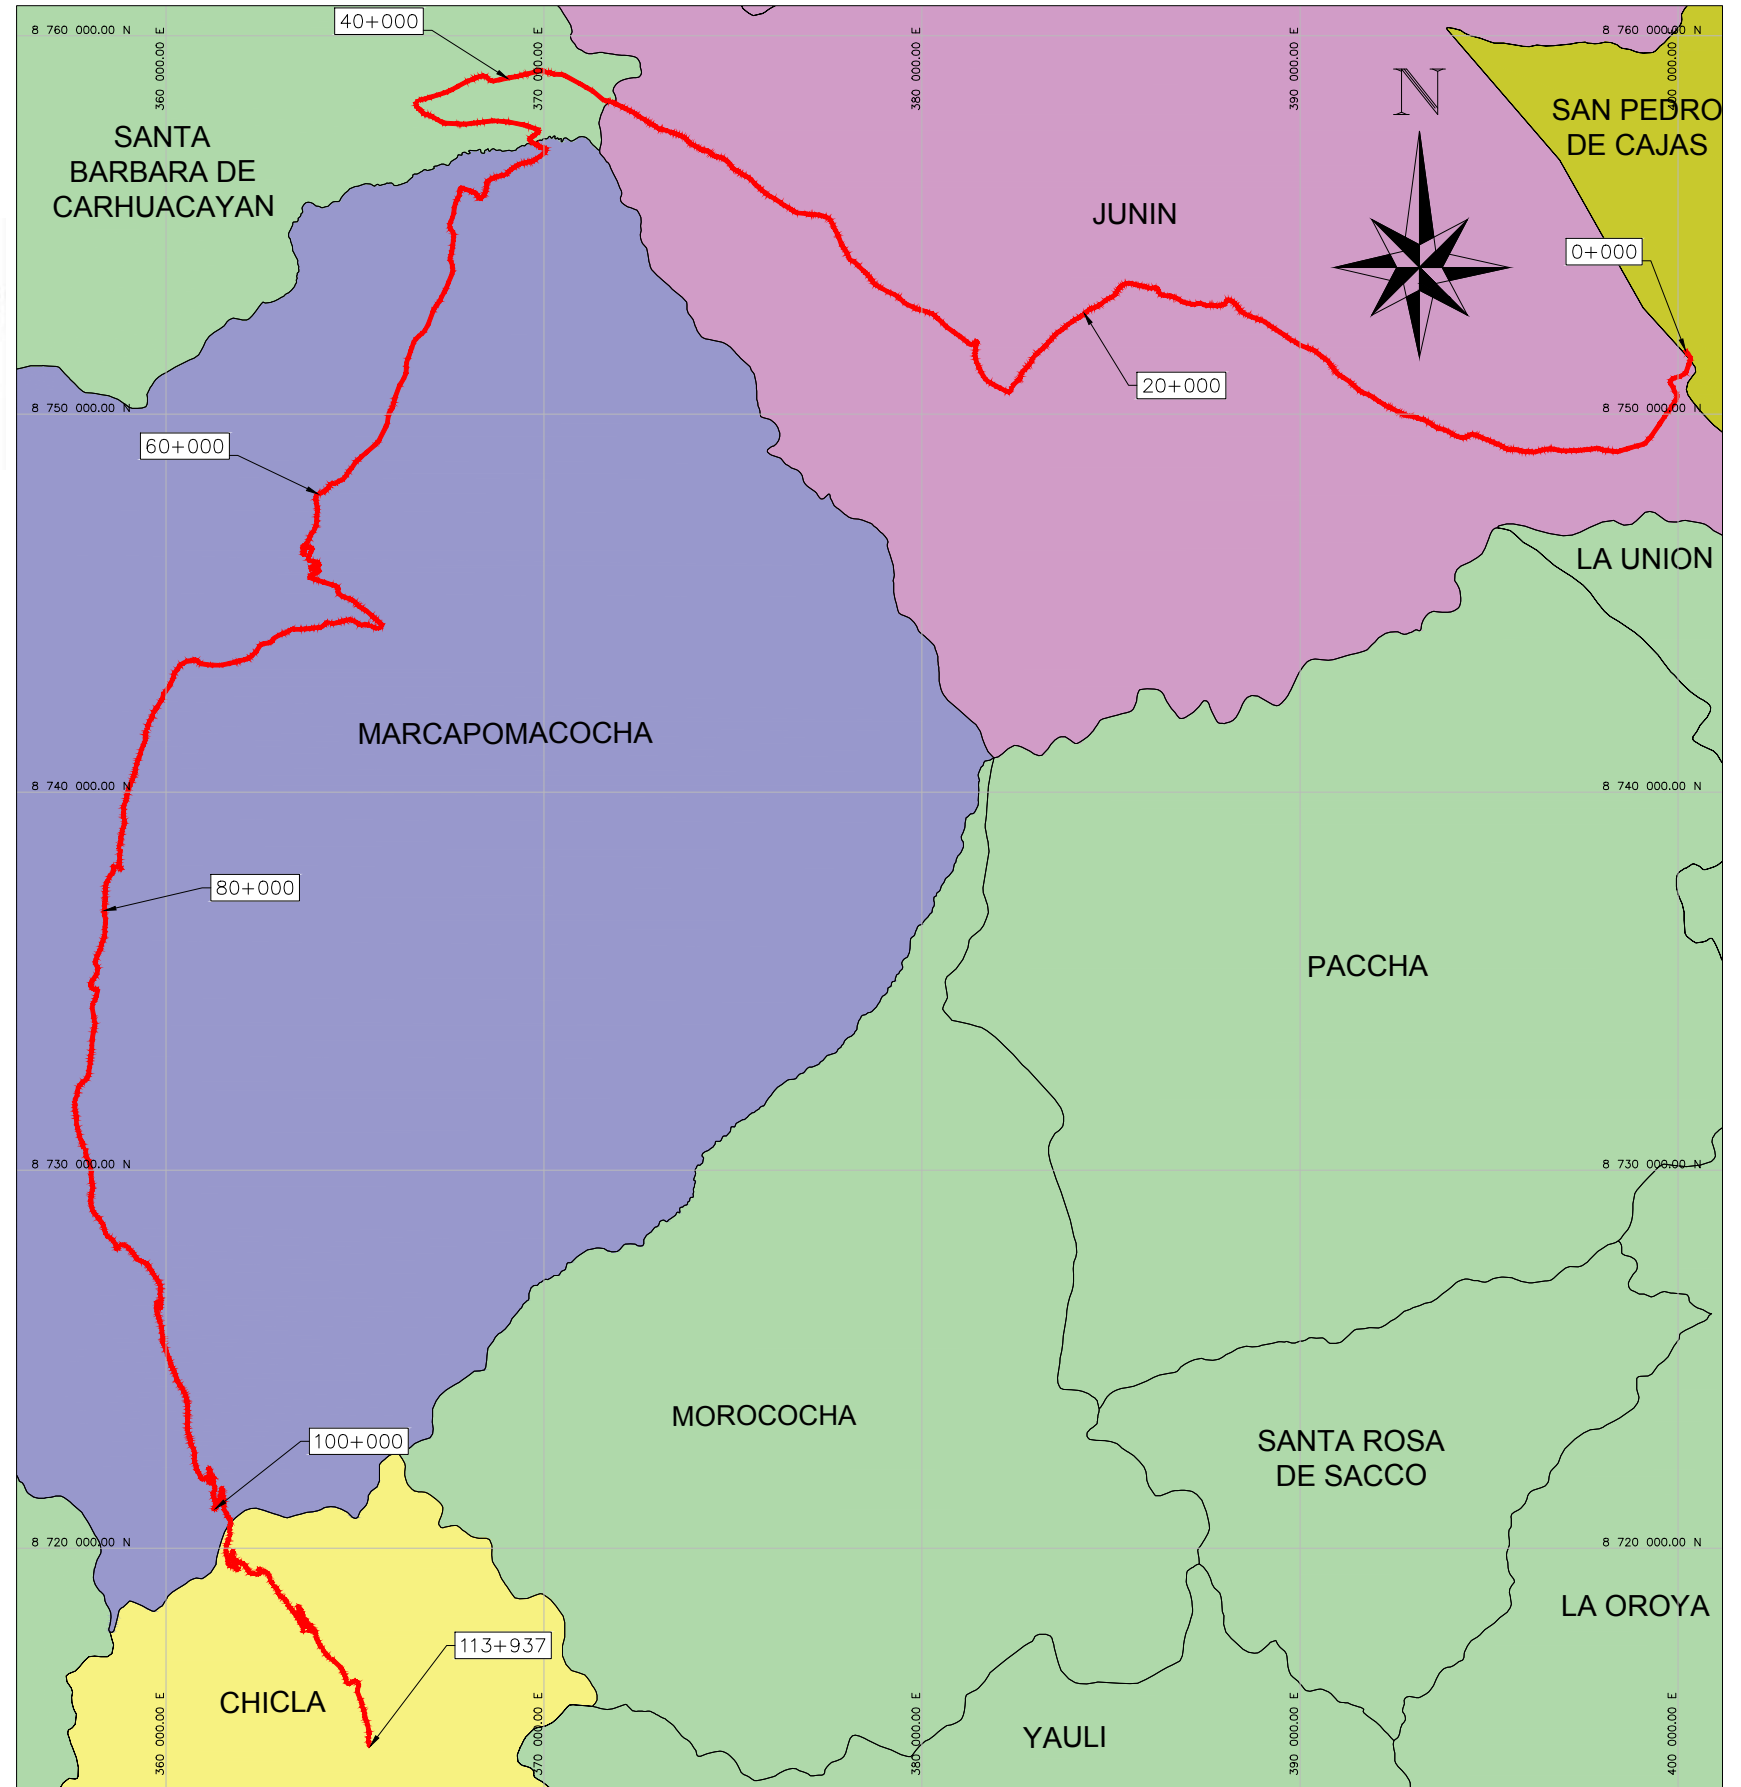 40+000
8 760 000.00 N
360 000.00 E
370 000.00 E
380 000.00 E
390 000.00 E
8 760 000.00 N
400 000.00 E
N
SAN PEDRO
DE CAJAS
SANTA
BARBARA DE
CARHUACAYAN
JUNIN
0+000
20+000
8 750 000.00 N
8 750 000.00 N
60+000
LA UNION
MARCAPOMACOCHA
8 740 000.00 N
8 740 000.00 N
80+000
PACCHA
8 730 000.00 N
8 730 000.00 N
MOROCOCHA
100+000
SANTA ROSA
DE SACCO
8 720 000.00 N
8 720 000.00 N
LA OROYA
113+937
CHICLA
YAULI
360 000.00 E
370 000.00 E
380 000.00 E
390 000.00 E
400 000.00 E